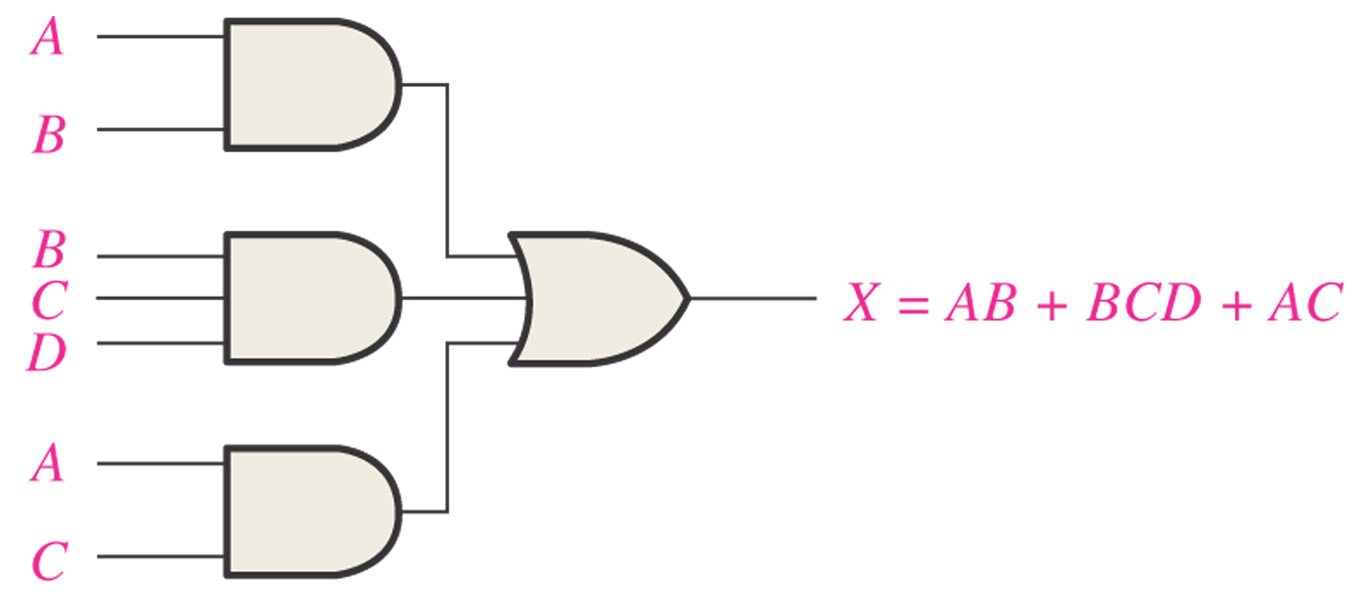 A
B
B
C
D
X = AB + BCD + AC
A
C